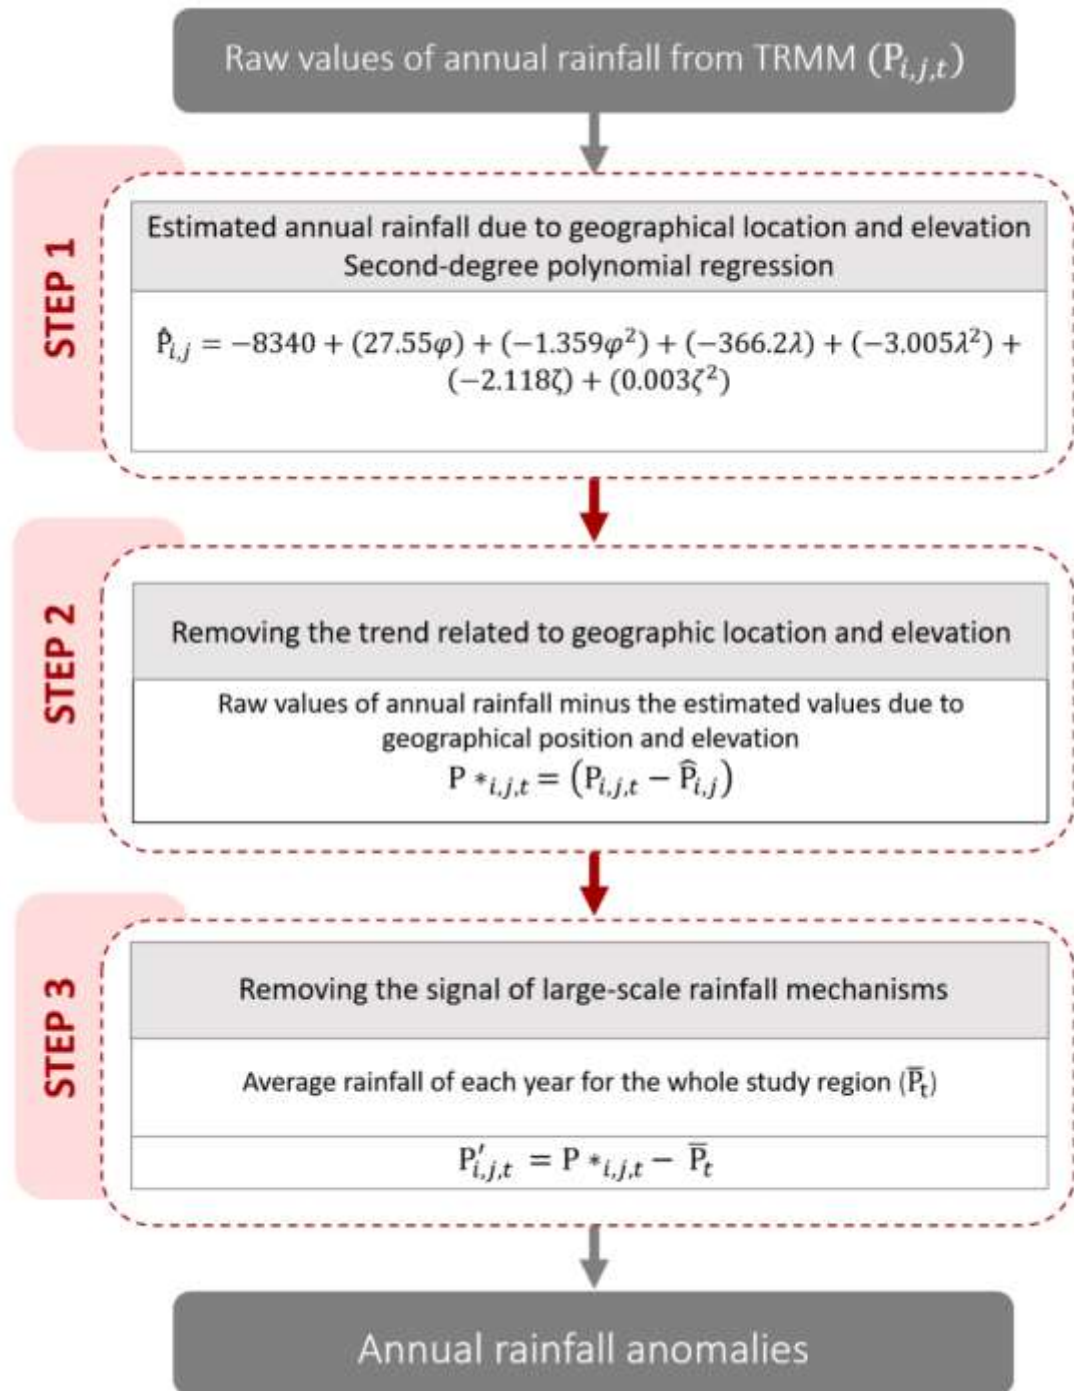 Raw values of annual rainfall from TRMM (P_{i,j,t})
STEP 1
Estimated annual rainfall due to geographical location and elevation
Second-degree polynomial regression
P̂_{i,j} = −8340 + (27.55φ) + (−1.359φ²) + (−366.2λ) + (−3.005λ²) +
(−2.118ζ) + (0.003ζ²)
STEP 2
Removing the trend related to geographic location and elevation
Raw values of annual rainfall minus the estimated values due to
geographical position and elevation
P *_{i,j,t} = (P_{i,j,t} − P̂_{i,j})
STEP 3
Removing the signal of large-scale rainfall mechanisms
Average rainfall of each year for the whole study region (P̅_t)
P′_{i,j,t} = P *_{i,j,t} − P̅_t
Annual rainfall anomalies